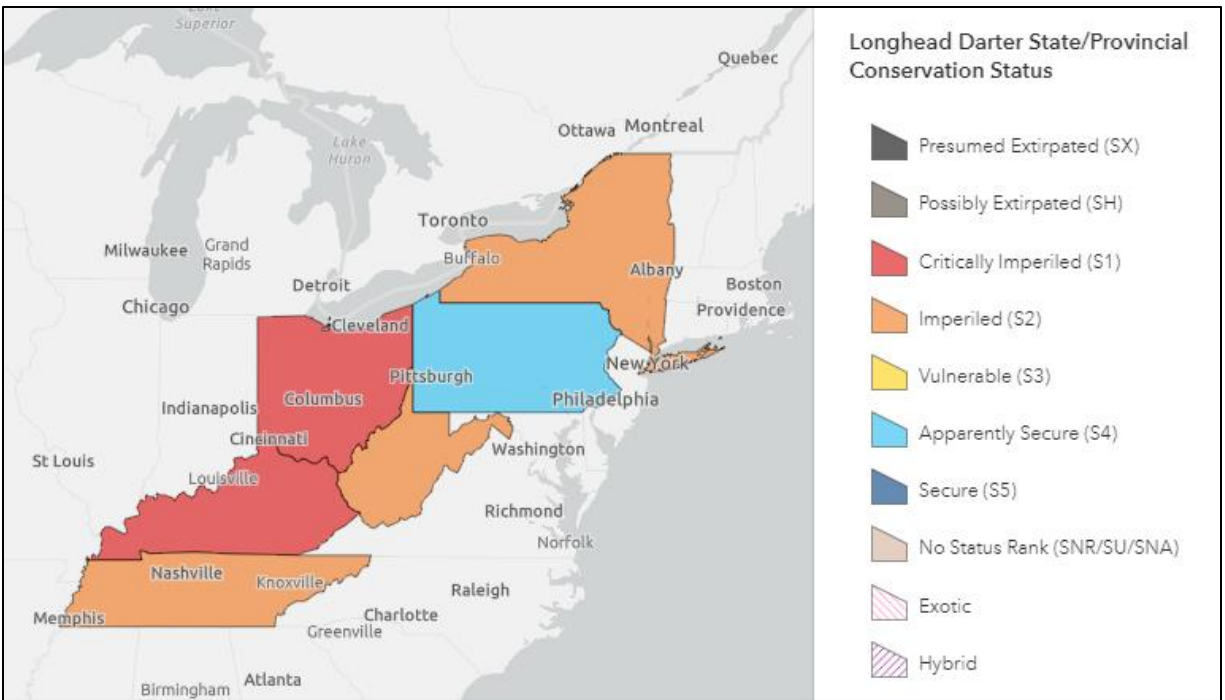 Lake
Superior
Quebec
Ottawa
Montreal
Lake
Huron
Toronto
Milwaukee
Grand
Rapids
Buffalo
Albany
Detroit
Boston
Chicago
Providence
Cleveland
New York
Pittsburgh
Columbus
Philadelphia
Indianapolis
Cincinnati
Washington
St Louis
Louisville
Richmond
Norfolk
Nashville
Knoxville
Raleigh
Memphis
Charlotte
Greenville
Atlanta
Birmingham
Longhead Darter State/Provincial
Conservation Status
Presumed Extirpated (SX)
Possibly Extirpated (SH)
Critically Imperiled (S1)
Imperiled (S2)
Vulnerable (S3)
Apparently Secure (S4)
Secure (S5)
No Status Rank (SNR/SU/SNA)
Exotic
Hybrid